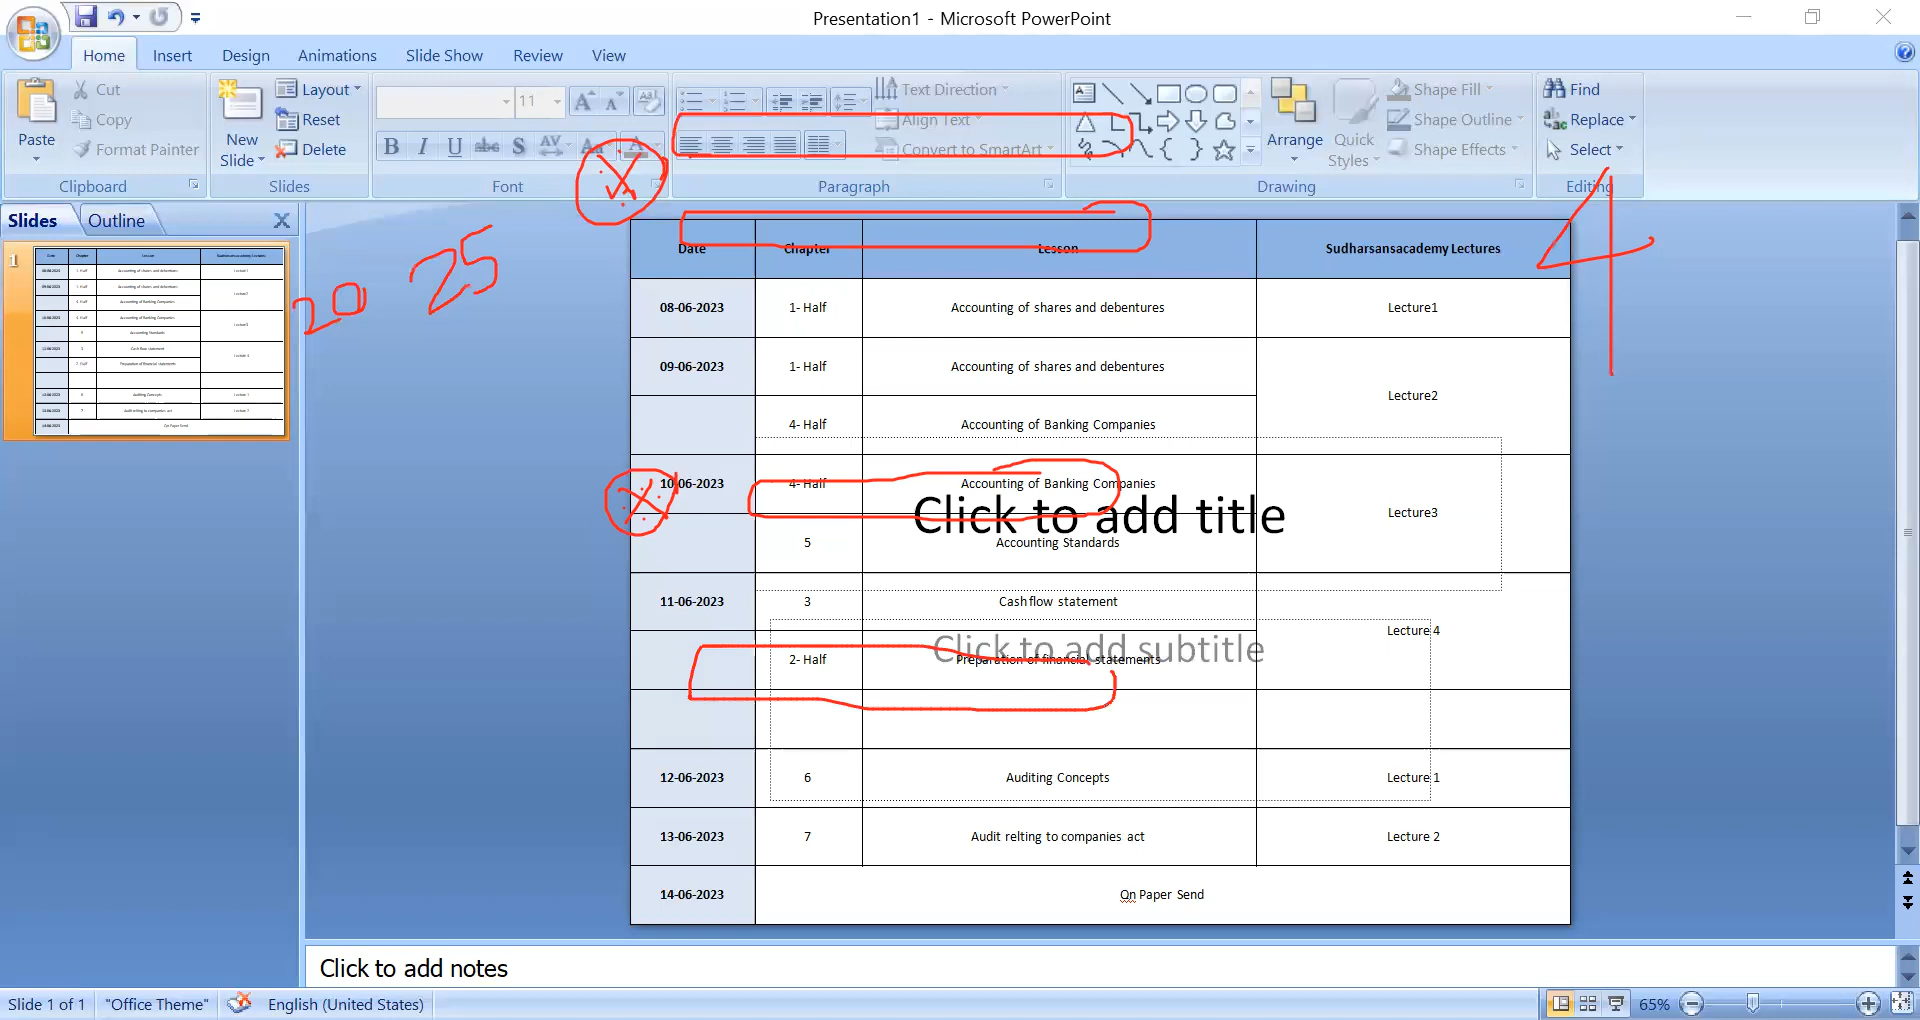 Presentation1 - Microsoft PowerPoint
Home Insert Design Animations Slide Show Review View
Paste Cut Copy Format Painter Clipboard
New Slide Layout Reset Delete Slides
11 B I U abc S AV Aa A Font
Text Direction Align Text Convert to SmartArt Paragraph
Arrange Quick Styles Shape Fill Shape Outline Shape Effects Drawing
Find Replace Select Editing
Slides Outline
1
20 25
4
Date Chapter Lesson Sudharsansacademy Lectures
08-06-2023 1- Half Accounting of shares and debentures Lecture1
09-06-2023 1- Half Accounting of shares and debentures Lecture2
4- Half Accounting of Banking Companies
10-06-2023 4- Half Accounting of Banking Companies Lecture3
Click to add title
5 Accounting Standards
11-06-2023 3 Cash flow statement Lecture 4
Click to add subtitle
2- Half Preparation of financial statements
12-06-2023 6 Auditing Concepts Lecture 1
13-06-2023 7 Audit relting to companies act Lecture 2
14-06-2023 Qn Paper Send
Click to add notes
Slide 1 of 1 "Office Theme" English (United States) 65%